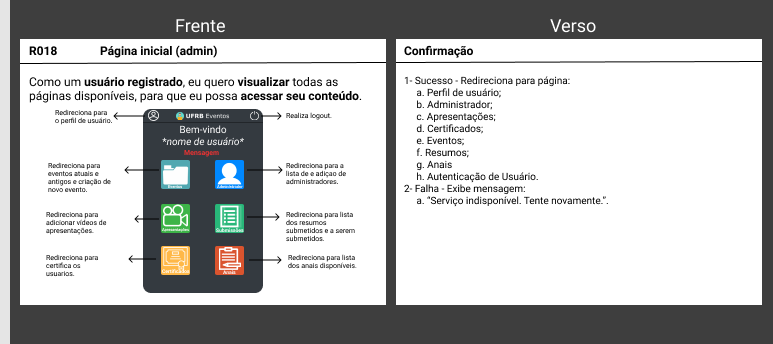 Frente
R018 Página inicial (admin)
Como um usuário registrado, eu quero visualizar todas as
páginas disponíveis, para que eu possa acessar seu conteúdo.
Redireciona para
o perfil de usuário.
UFRB Eventos
Realiza logout.
Bem-vindo
*nome de usuário*
Mensagem
Redireciona para
eventos atuais e
antigos e criação de
novo evento.
Eventos
Administrador
Redireciona para a
lista de e adiçao de
administradores.
Redireciona para
adicionar vídeos de
apresentações.
Apresentações
Submissões
Redireciona para lista
dos resumos
submetidos e a serem
submetidos.
Redireciona para
certifica os
usuarios.
Certificados
Anais
Redireciona para lista
dos anais disponíveis.
Verso
Confirmação
1- Sucesso - Redireciona para página:
a. Perfil de usuário;
b. Administrador;
c. Apresentações;
d. Certificados;
e. Eventos;
f. Resumos;
g. Anais
h. Autenticação de Usuário.
2- Falha - Exibe mensagem:
a. “Serviço indisponível. Tente novamente.”.